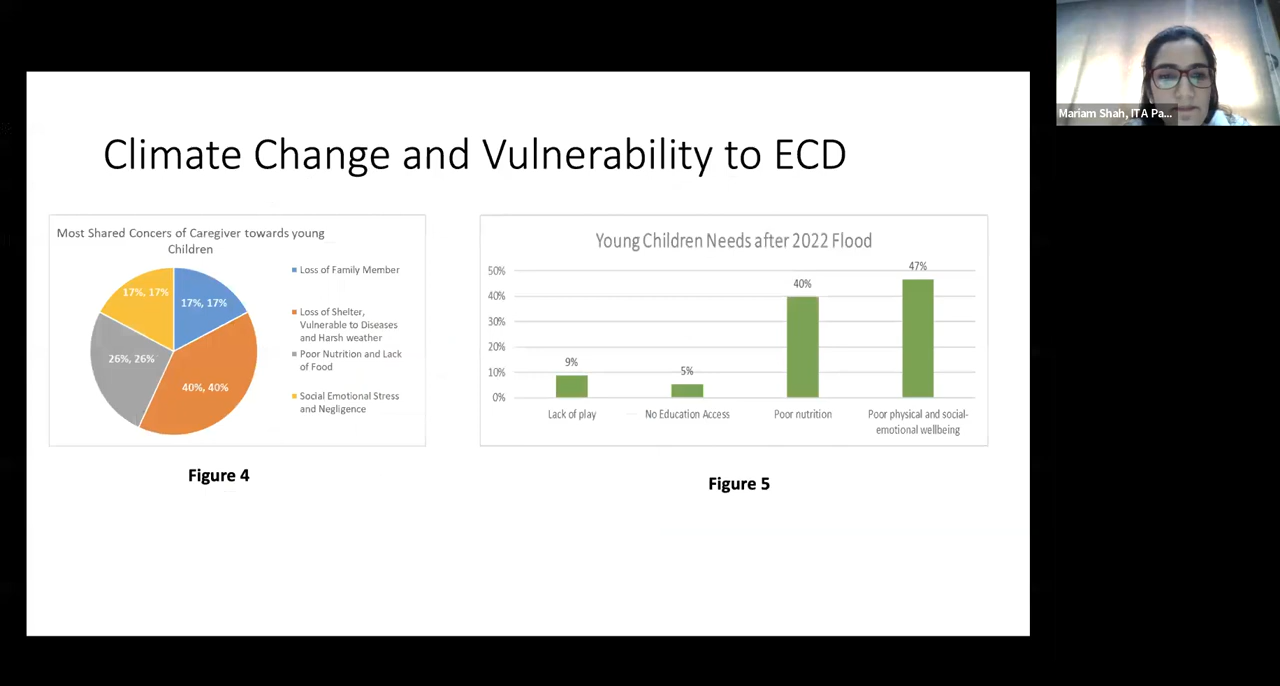 Climate Change and Vulnerability to ECD
Most Shared Concers of Caregiver towards young
Children
17%, 17%
17%, 17%
26%, 26%
40%, 40%
Loss of Family Member
Loss of Shelter,
Vulnerable to Diseases
and Harsh weather
Poor Nutrition and Lack
of Food
Social Emotional Stress
and Negligence
Figure 4
Young Children Needs after 2022 Flood
50%
40%
30%
20%
10%
0%
9%
5%
40%
47%
Lack of play
No Education Access
Poor nutrition
Poor physical and social-
emotional wellbeing
Figure 5
Mariam Shah, ITA Pa...